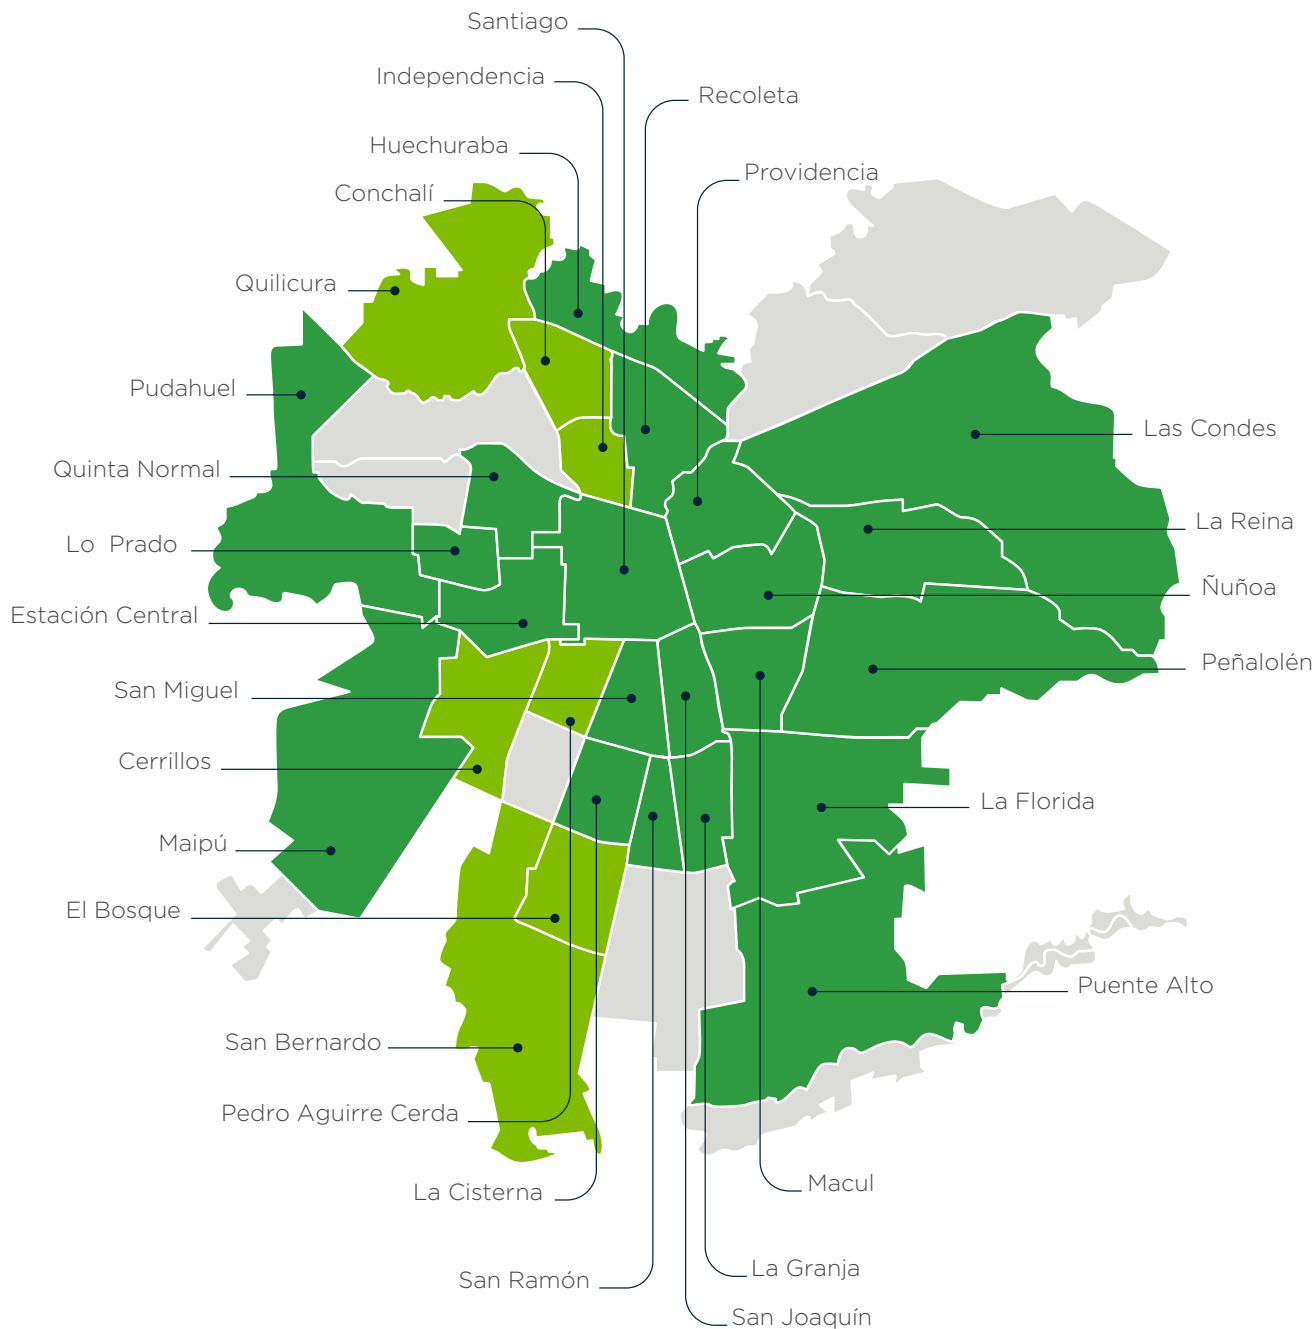 Santiago
Independencia
Recoleta
Huechuraba
Providencia
Conchalí
Quilicura
Pudahuel
Las Condes
Quinta Normal
La Reina
Lo Prado
Ñuñoa
Estación Central
Peñalolén
San Miguel
Cerrillos
La Florida
Maipú
El Bosque
Puente Alto
San Bernardo
Pedro Aguirre Cerda
Macul
La Cisterna
La Granja
San Ramón
San Joaquín